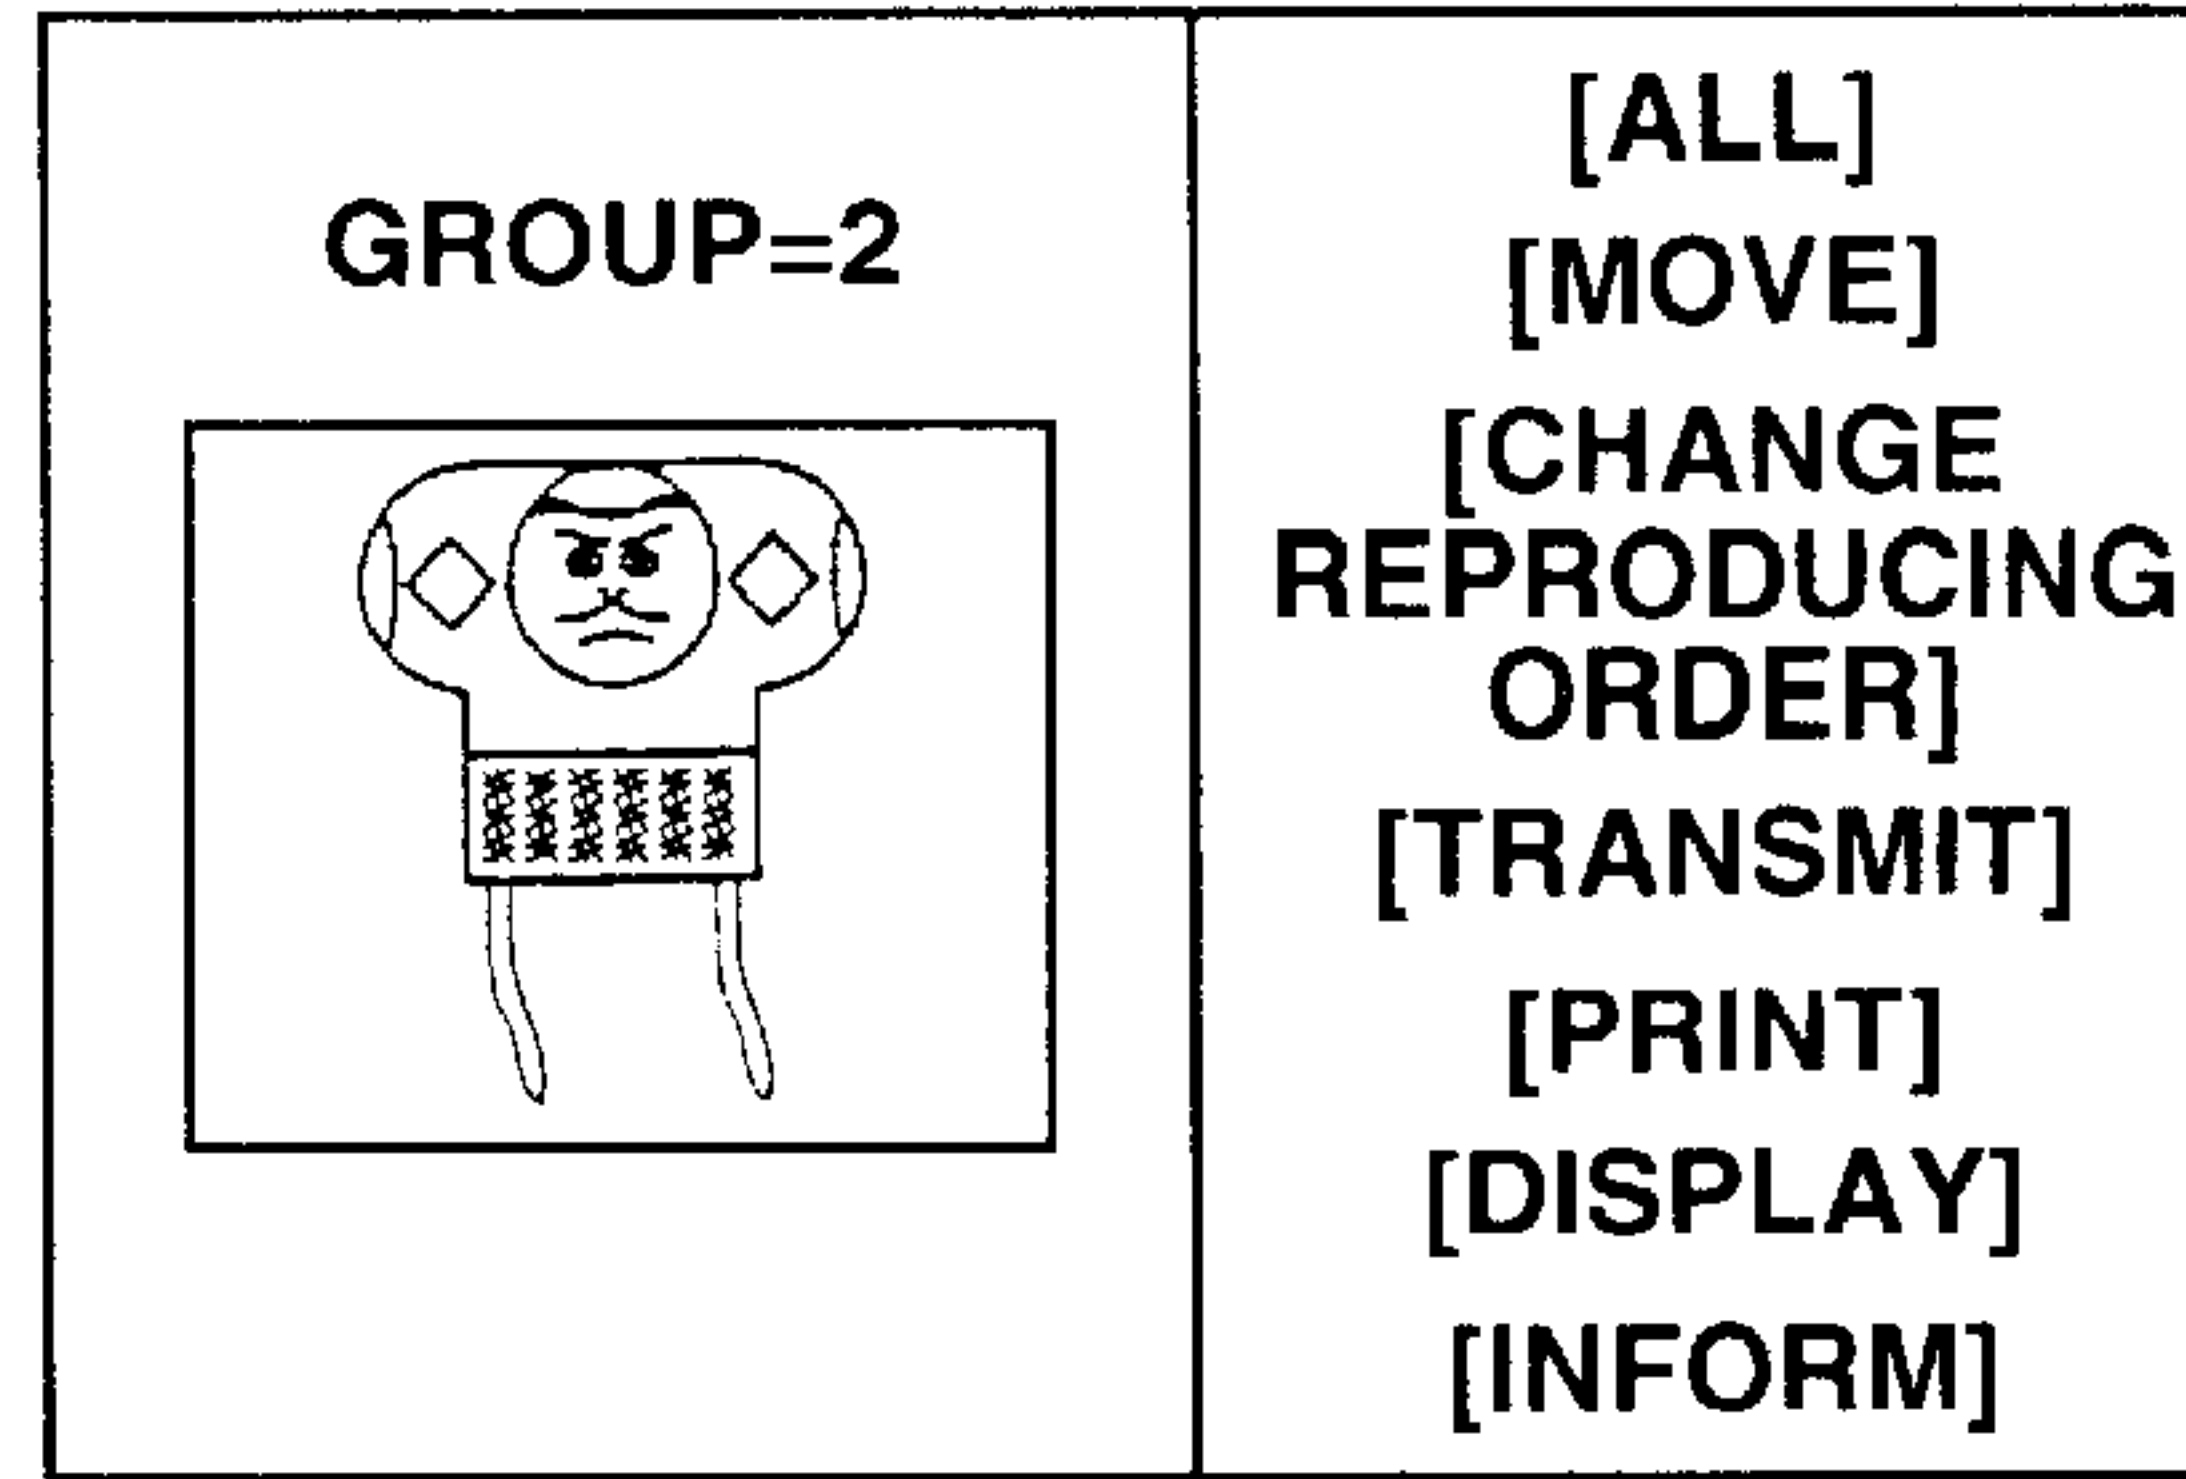 GROUP=2
[ALL]
[MOVE]
[CHANGE
REPRODUCING
ORDER]
[TRANSMIT]
[PRINT]
[DISPLAY]
[INFORM]